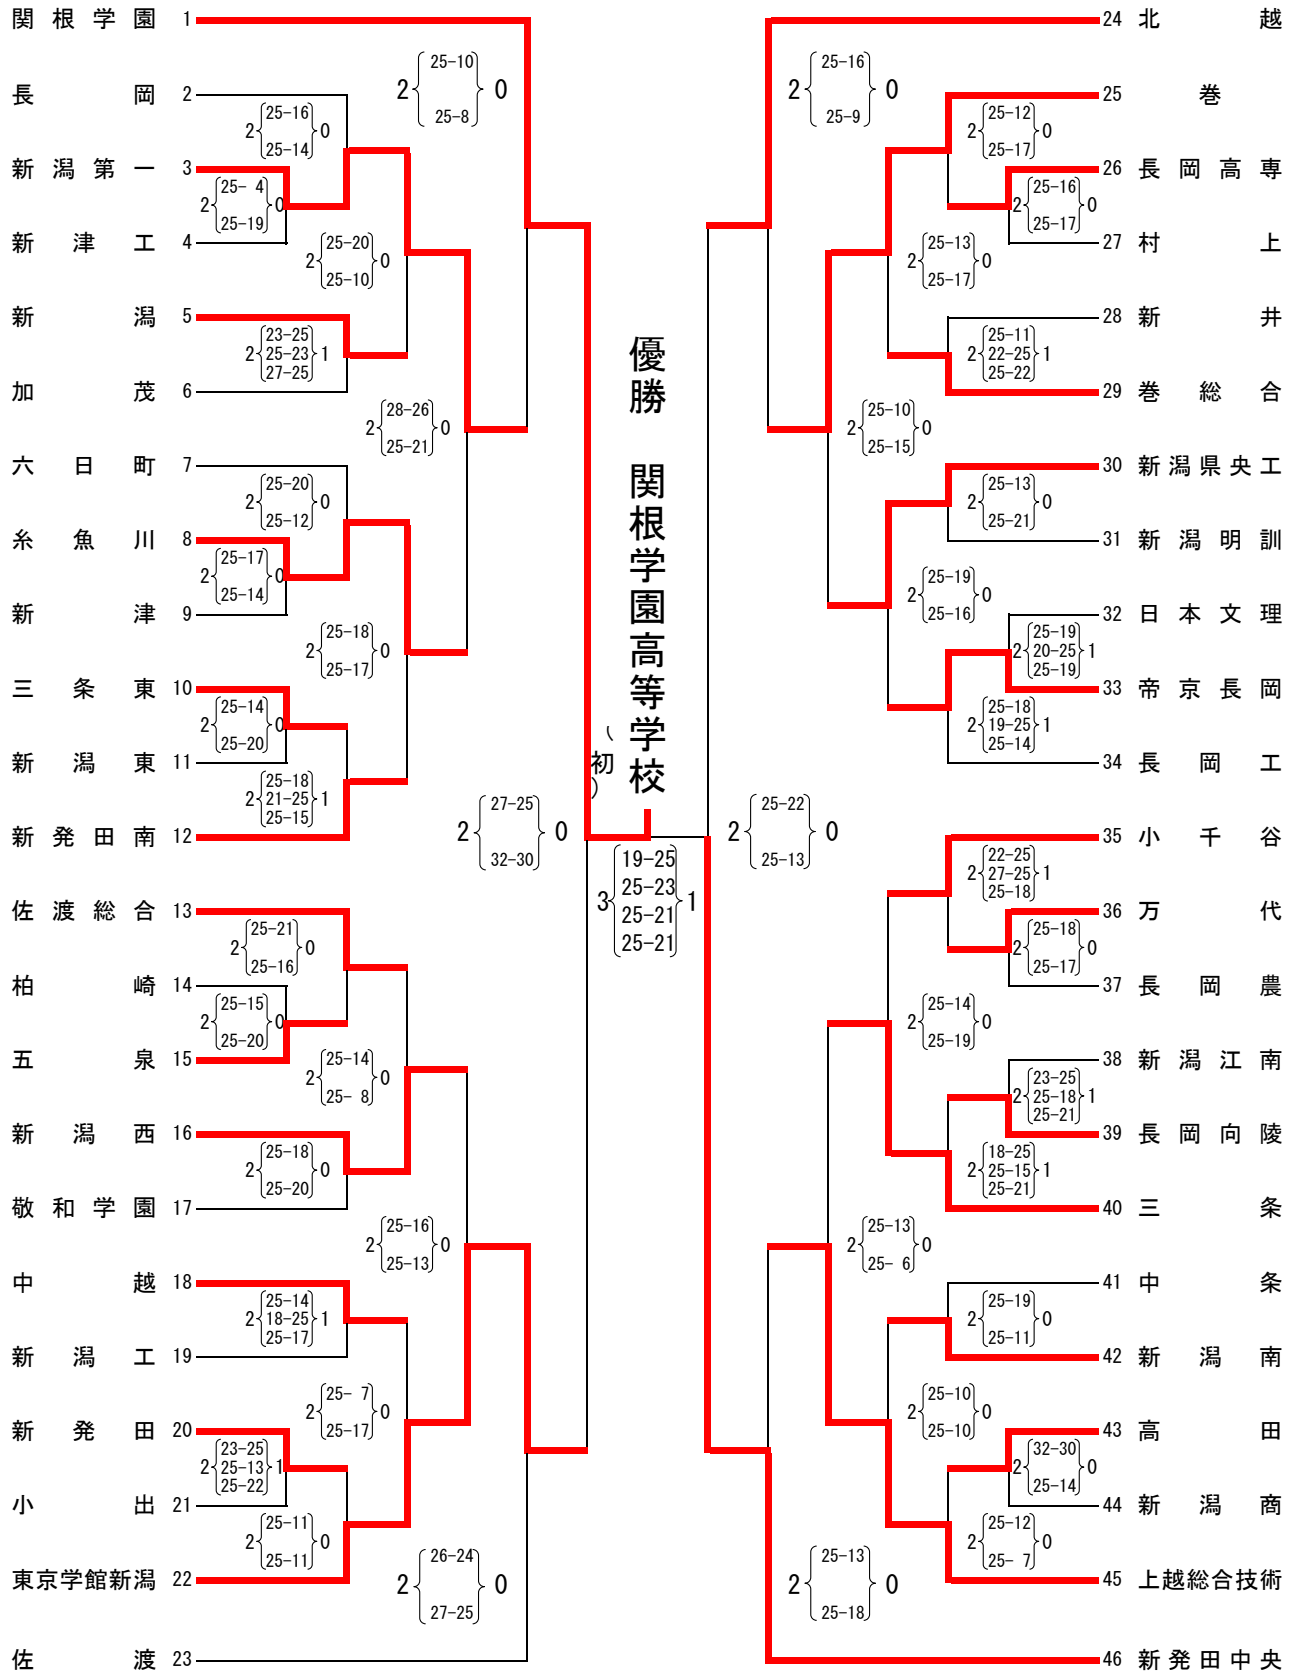 関根学園 1
25-10
2 0
25-8
長岡 2
25-16
2 0
25-14
新潟第一 3
25- 4
2 0
25-19
新津工 4
25-20
2 0
25-10
新潟 5
23-25
2 25-23 1
27-25
加茂 6
28-26
2 0
25-21
六日町 7
25-20
2 0
25-12
糸魚川 8
25-17
2 0
25-14
新津 9
25-18
2 0
25-17
三条東 10
25-14
2 0
25-20
新潟東 11
25-18
2 21-25 1
25-15
新発田南 12
27-25
2 0
32-30
佐渡総合 13
25-21
2 0
25-16
柏崎 14
25-15
2 0
25-20
五泉 15
25-14
2 0
25- 8
新潟西 16
25-18
2 0
25-20
敬和学園 17
25-16
2 0
25-13
中越 18
25-14
2 18-25 1
25-17
新潟工 19
25- 7
2 0
25-17
新発田 20
23-25
2 25-13 1
25-22
小出 21
25-11
2 0
25-11
東京学館新潟 22
26-24
2 0
27-25
佐渡 23
優勝 関根学園高等学校
(初)
19-25
25-23
3 1
25-21
25-21
24 北越
25-16
2 0
25-9
25 巻
25-12
2 0
25-17
26 長岡高専
25-16
2 0
25-17
27 村上
25-13
2 0
25-17
28 新井
25-11
2 22-25 1
25-22
29 巻総合
25-10
2 0
25-15
30 新潟県央工
25-13
2 0
25-21
31 新潟明訓
25-19
2 0
25-16
32 日本文理
25-19
2 20-25 1
25-19
33 帝京長岡
25-18
2 19-25 1
25-14
34 長岡工
25-22
2 0
25-13
35 小千谷
22-25
2 27-25 1
25-18
36 万代
25-18
2 0
25-17
37 長岡農
25-14
2 0
25-19
38 新潟江南
23-25
2 25-18 1
25-21
39 長岡向陵
18-25
2 25-15 1
25-21
40 三条
25-13
2 0
25- 6
41 中条
25-19
2 0
25-11
42 新潟南
25-10
2 0
25-10
43 高田
32-30
2 0
25-14
44 新潟商
25-12
2 0
25- 7
45 上越総合技術
25-13
2 0
25-18
46 新発田中央